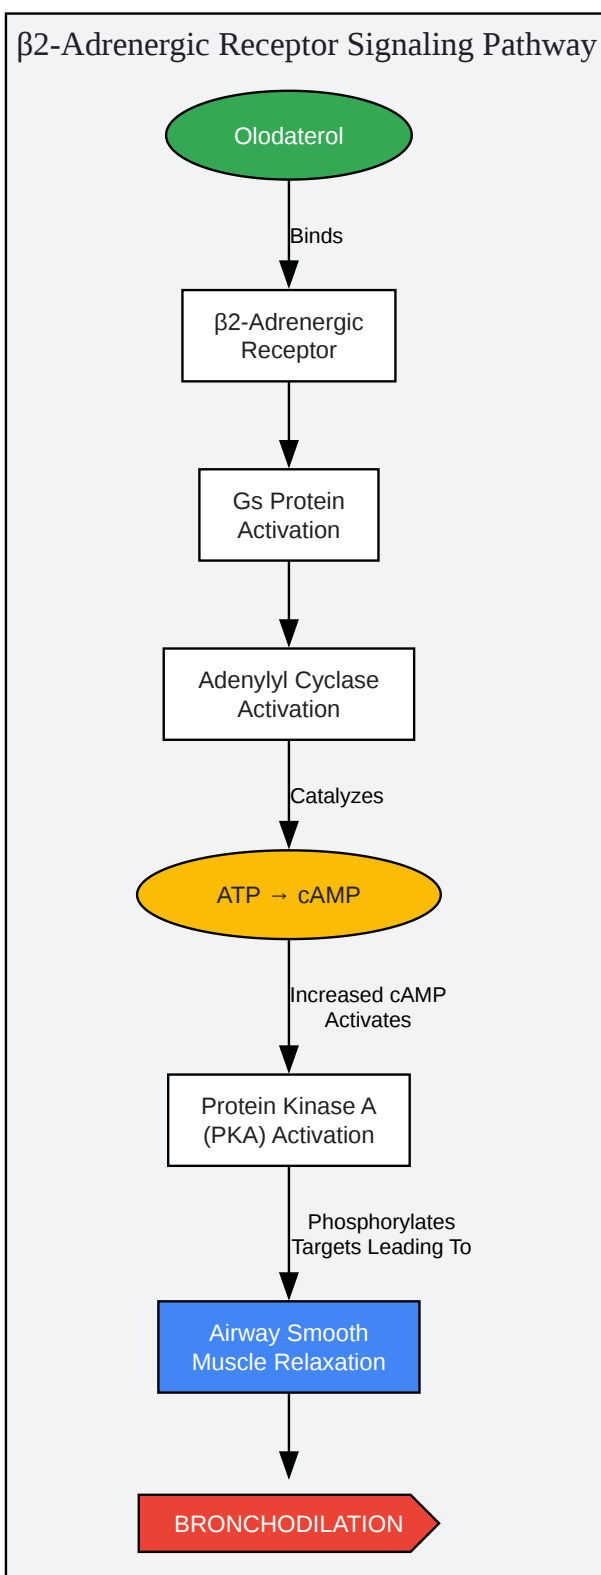 β2-Adrenergic Receptor Signaling Pathway
Olodaterol
Binds
β2-Adrenergic
Receptor
Gs Protein
Activation
Adenylyl Cyclase
Activation
Catalyzes
ATP → cAMP
Increased cAMP
Activates
Protein Kinase A
(PKA) Activation
Phosphorylates
Targets Leading To
Airway Smooth
Muscle Relaxation
BRONCHODILATION